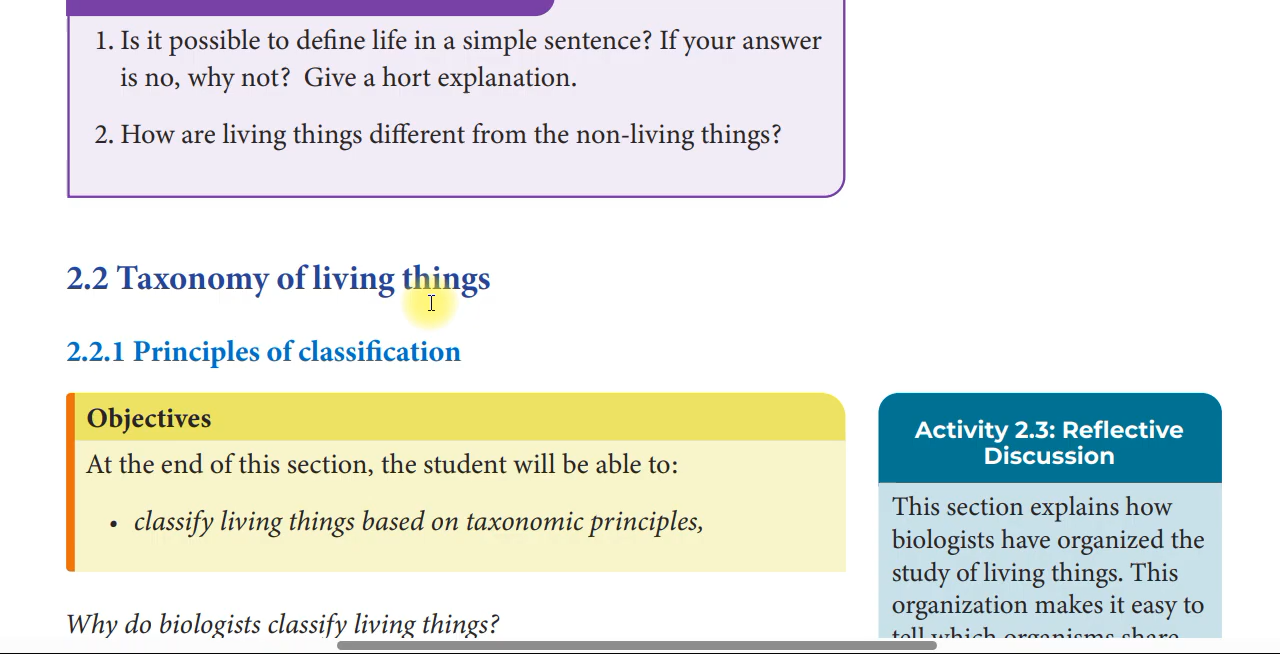 1. Is it possible to define life in a simple sentence? If your answer
is no, why not? Give a hort explanation.
2. How are living things different from the non-living things?
2.2 Taxonomy of living things
2.2.1 Principles of classification
Objectives
At the end of this section, the student will be able to:
• classify living things based on taxonomic principles,
Why do biologists classify living things?
Activity 2.3: Reflective
Discussion
This section explains how
biologists have organized the
study of living things. This
organization makes it easy to
tell which organisms share